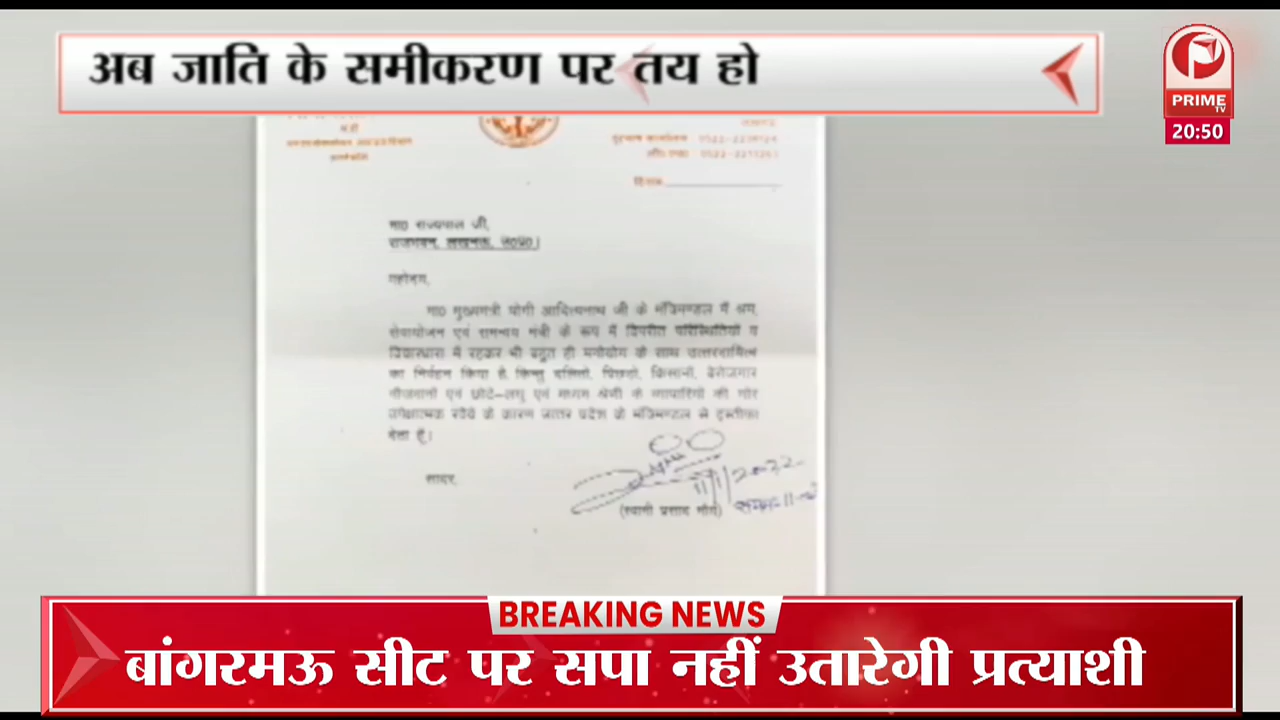 अब जाति के समीकरण पर तय हो
PRIME
TV
20:50
दिनांक
मा0 राज्यपाल जी,
राजभवन, लखनऊ, उ0प्र0।
महोदय,
मा0 मुख्यमंत्री योगी आदित्यनाथ जी के मंत्रिमण्डल में श्रम,
सेवायोजन एवं समन्वय मंत्री के रूप में विपरीत परिस्थितियों व
विचारधारा में रहकर भी बहुत ही मनोयोग के साथ उत्तरदायित्व
का निर्वहन किया है, किन्तु दलितों, पिछड़ों, किसानों, बेरोजगार
नौजवानों एवं छोटे-लघु एवं मध्यम श्रेणी के व्यापारियों की घोर
उपेक्षात्मक रवैये के कारण उत्तर प्रदेश के मंत्रिमण्डल से इस्तीफा
देता हूँ।
सादर,
11/1/2022
(स्वामी प्रसाद मौर्य)
BREAKING NEWS
बांगरमऊ सीट पर सपा नहीं उतारेगी प्रत्याशी